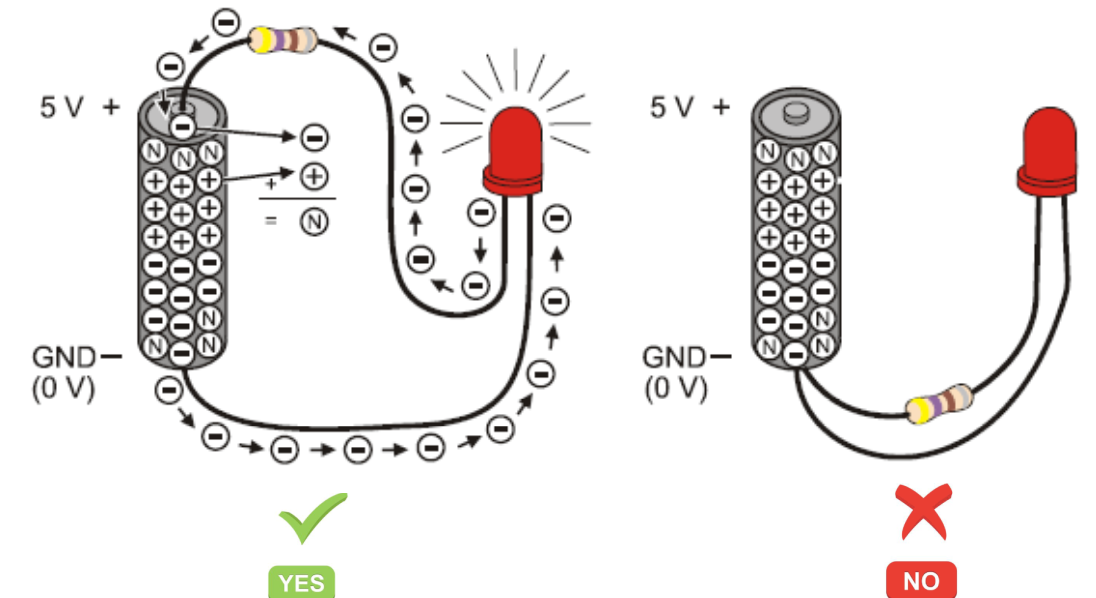 5 V +
N N N
+
= N
N
N N
GND −
(0 V)
YES
5 V +
N N N
N
N N
GND −
(0 V)
NO